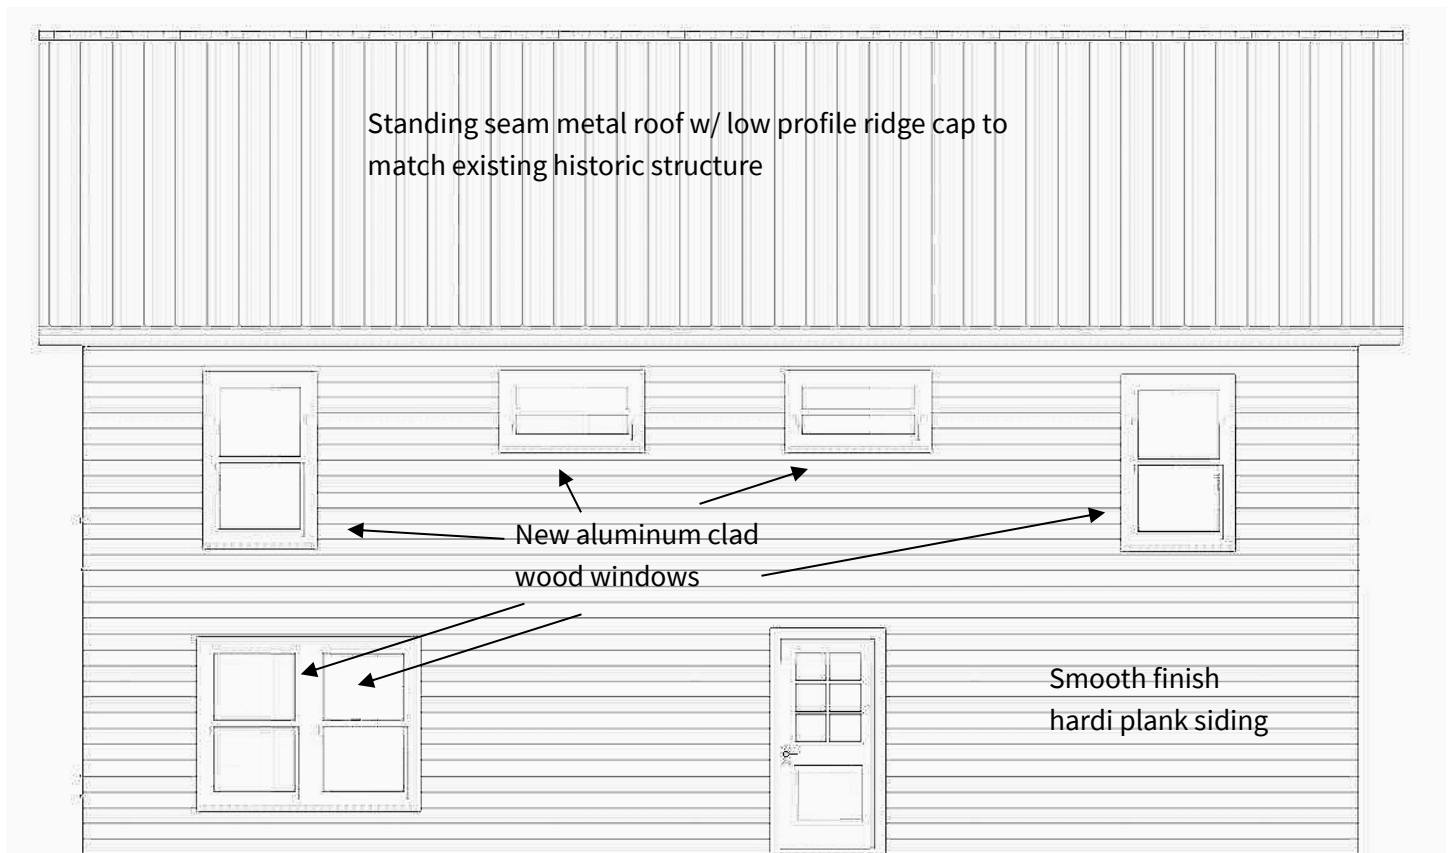 Standing seam metal roof w/ low profile ridge cap to
match existing historic structure
New aluminum clad
wood windows
Smooth finish
hardi plank siding